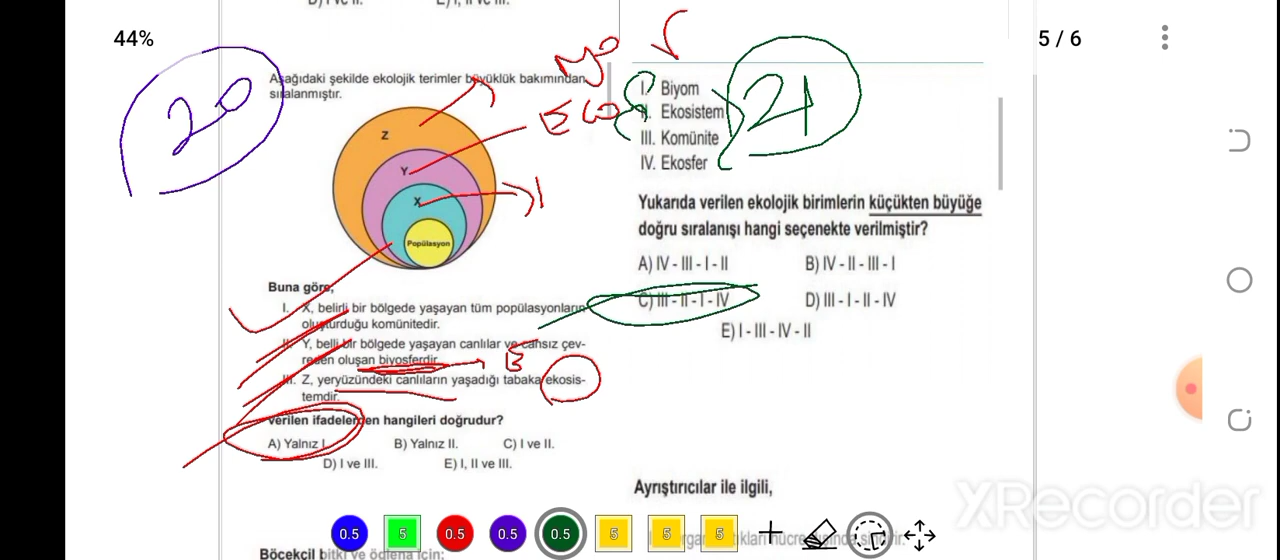 44%
5 / 6
20
Aşağıdaki şekilde ekolojik terimler büyüklük bakımından
sıralanmıştır.
Z
Y
X
Popülasyon
Buna göre,
I. X, belirli bir bölgede yaşayan tüm popülasyonların
oluşturduğu komünitedir.
II. Y, belli bir bölgede yaşayan canlılar ve cansız çev-
reden oluşan biyosferdir.
III. Z, yeryüzündeki canlıların yaşadığı tabaka ekosis-
temdir.
verilen ifadelerden hangileri doğrudur?
A) Yalnız I.
B) Yalnız II.
C) I ve II.
D) I ve III.
E) I, II ve III.
Böcekçil bitki ve
21
I. Biyom
II. Ekosistem
III. Komünite
IV. Ekosfer
Yukarıda verilen ekolojik birimlerin küçükten büyüğe
doğru sıralanışı hangi seçenekte verilmiştir?
A) IV - III - I - II
B) IV - II - III - I
C) III - II - I - IV
D) III - I - II - IV
E) I - III - IV - II
Ayrıştırıcılar ile ilgili,
0.5 5 0.5 0.5 0.5 5 5 5
XRecorder